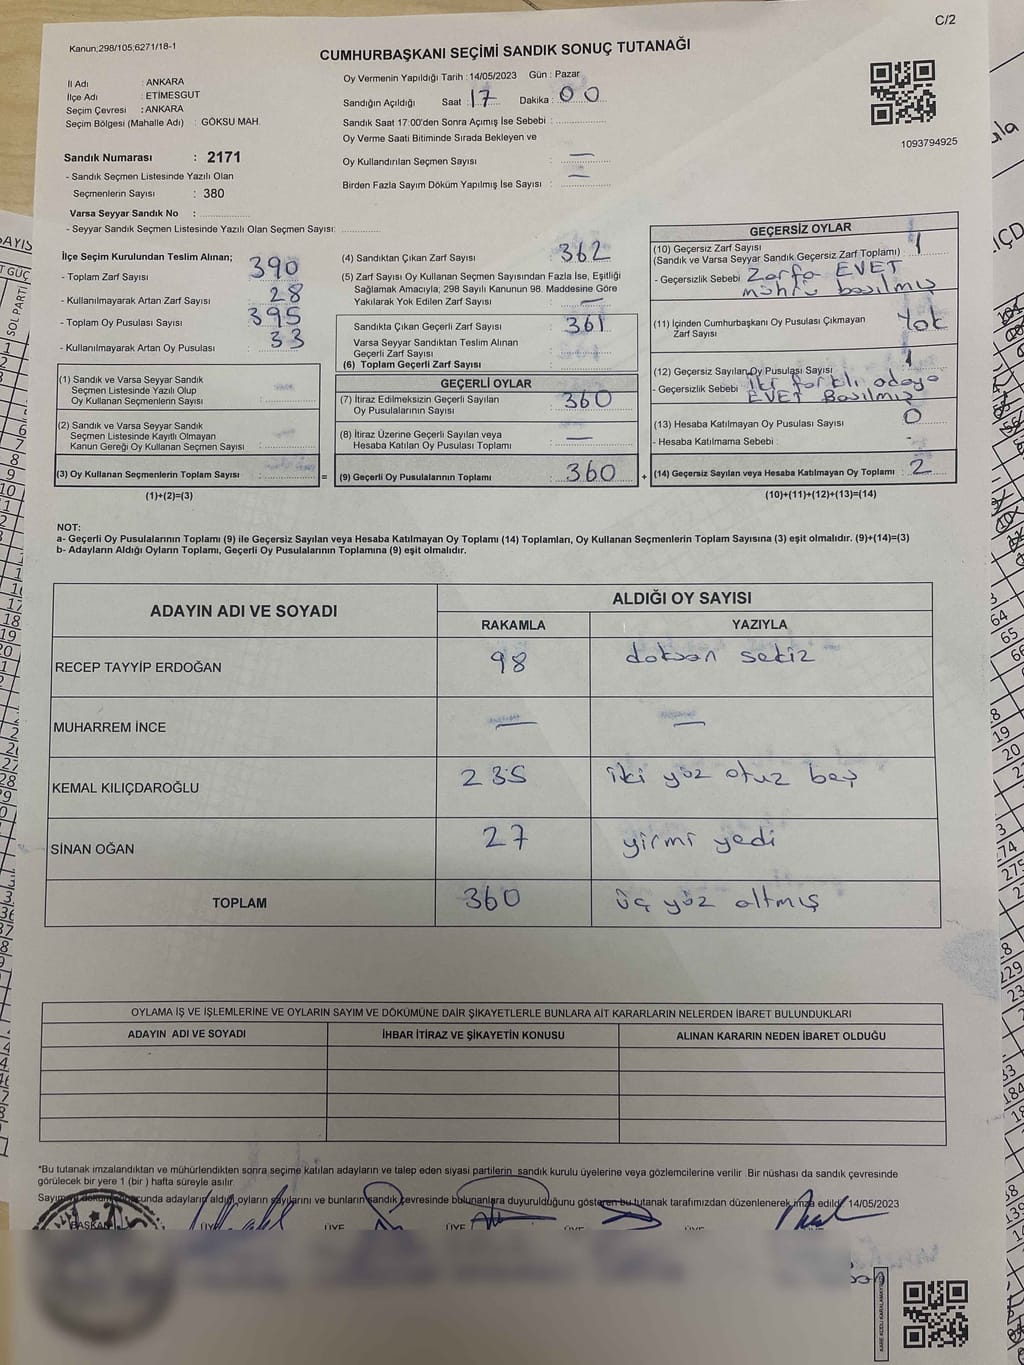 C/2
Kanun;298/105;6271/18-1
CUMHURBAŞKANI SEÇİMİ SANDIK SONUÇ TUTANAĞI
İl Adı : ANKARA
İlçe Adı : ETİMESGUT
Seçim Çevresi : ANKARA
Seçim Bölgesi (Mahalle Adı) : GÖKSU MAH.
Sandık Numarası : 2171
- Sandık Seçmen Listesinde Yazılı Olan
Seçmenlerin Sayısı : 380
Varsa Seyyar Sandık No :
- Seyyar Sandık Seçmen Listesinde Yazılı Olan Seçmen Sayısı:
Oy Vermenin Yapıldığı Tarih :14/05/2023 Gün : Pazar
Sandığın Açıldığı Saat : 17 Dakika : 00
Sandık Saat 17:00'den Sonra Açımış İse Sebebi :
Oy Verme Saati Bitiminde Sırada Bekleyen ve
Oy Kullandırılan Seçmen Sayısı : —
Birden Fazla Sayım Döküm Yapılmış İse Sayısı : —
1093794925
İlçe Seçim Kurulundan Teslim Alınan;
- Toplam Zarf Sayısı : 390
- Kullanılmayarak Artan Zarf Sayısı : 28
- Toplam Oy Pusulası Sayısı : 395
- Kullanılmayarak Artan Oy Pusulası : 33
(1) Sandık ve Varsa Seyyar Sandık
Seçmen Listesinde Yazılı Olup
Oy Kullanan Seçmenlerin Sayısı :
(2) Sandık ve Varsa Seyyar Sandık
Seçmen Listesinde Kayıtlı Olmayan
Kanun Gereği Oy Kullanan Seçmen Sayısı :
(3) Oy Kullanan Seçmenlerin Toplam Sayısı :
(1)+(2)=(3)
=
(4) Sandıktan Çıkan Zarf Sayısı : 362
(5) Zarf Sayısı Oy Kullanan Seçmen Sayısından Fazla İse, Eşitliği
Sağlamak Amacıyla; 298 Sayılı Kanunun 98. Maddesine Göre
Yakılarak Yok Edilen Zarf Sayısı : —
Sandıkta Çıkan Geçerli Zarf Sayısı : 361
Varsa Seyyar Sandıktan Teslim Alınan
Geçerli Zarf Sayısı :
(6) Toplam Geçerli Zarf Sayısı :
GEÇERLİ OYLAR
(7) İtiraz Edilmeksizin Geçerli Sayılan
Oy Pusulalarının Sayısı : 360
(8) İtiraz Üzerine Geçerli Sayılan veya
Hesaba Katılan Oy Pusulası Toplamı : —
(9) Geçerli Oy Pusulalarının Toplamı : 360
+
GEÇERSİZ OYLAR
(10) Geçersiz Zarf Sayısı
(Sandık ve Varsa Seyyar Sandık Geçersiz Zarf Toplamı) : 1
- Geçersizlik Sebebi : Zarfa EVET
mührü basılmış
(11) İçinden Cumhurbaşkanı Oy Pusulası Çıkmayan
Zarf Sayısı : Yok
(12) Geçersiz Sayılan Oy Pusulası Sayısı : 1
- Geçersizlik Sebebi : İki farklı adaya
EVET Basılmış
(13) Hesaba Katılmayan Oy Pusulası Sayısı : 0
- Hesaba Katılmama Sebebi : -
(14) Geçersiz Sayılan veya Hesaba Katılmayan Oy Toplamı : 2
(10)+(11)+(12)+(13)=(14)
NOT:
a- Geçerli Oy Pusulalarının Toplamı (9) ile Geçersiz Sayılan veya Hesaba Katılmayan Oy Toplamı (14) Toplamları, Oy Kullanan Seçmenlerin Toplam Sayısına (3) eşit olmalıdır. (9)+(14)=(3)
b- Adayların Aldığı Oyların Toplamı, Geçerli Oy Pusulalarının Toplamına (9) eşit olmalıdır.
ADAYIN ADI VE SOYADI
ALDIĞI OY SAYISI
RAKAMLA YAZIYLA
RECEP TAYYİP ERDOĞAN 98 doksan sekiz
MUHARREM İNCE — —
KEMAL KILIÇDAROĞLU 235 iki yüz otuz beş
SİNAN OĞAN 27 yirmi yedi
TOPLAM 360 üç yüz altmış
OYLAMA İŞ VE İŞLEMLERİNE VE OYLARIN SAYIM VE DÖKÜMÜNE DAİR ŞİKAYETLERLE BUNLARA AİT KARARLARIN NELERDEN İBARET BULUNDUKLARI
ADAYIN ADI VE SOYADI İHBAR İTİRAZ VE ŞİKAYETİN KONUSU ALINAN KARARIN NEDEN İBARET OLDUĞU
*Bu tutanak imzalandıktan ve mühürlendikten sonra seçime katılan adayların ve talep eden siyasi partilerin sandık kurulu üyelerine veya gözlemcilerine verilir. Bir nüshası da sandık çevresinde
görülecek bir yere 1 (bir ) hafta süreyle asılır.
adayların aldığı oyların sayılarını ve bunların sandık çevresinde bulunanlara duyurulduğunu gösteren bu tutanak tarafımızdan düzenlenerek imza edildi. 14/05/2023
BAŞKAN ÜYE ÜYE ÜYE ÜYE ÜYE